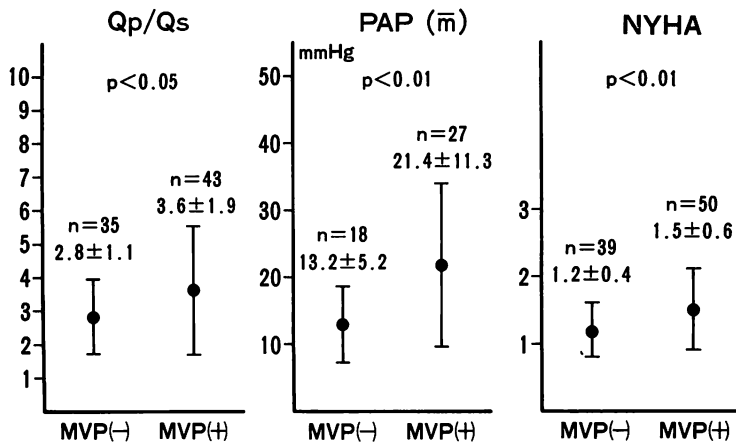 Qp/Qs
10
9
8
7
6
5
4
3
2
1
p<0.05
n=35
2.8±1.1
n=43
3.6±1.9
MVP(−) MVP(+)
PAP (m̅)
mmHg
50
40
30
20
10
p<0.01
n=18
13.2±5.2
n=27
21.4±11.3
MVP(−) MVP(+)
NYHA
3
2
1
p<0.01
n=39
1.2±0.4
n=50
1.5±0.6
MVP(−) MVP(+)